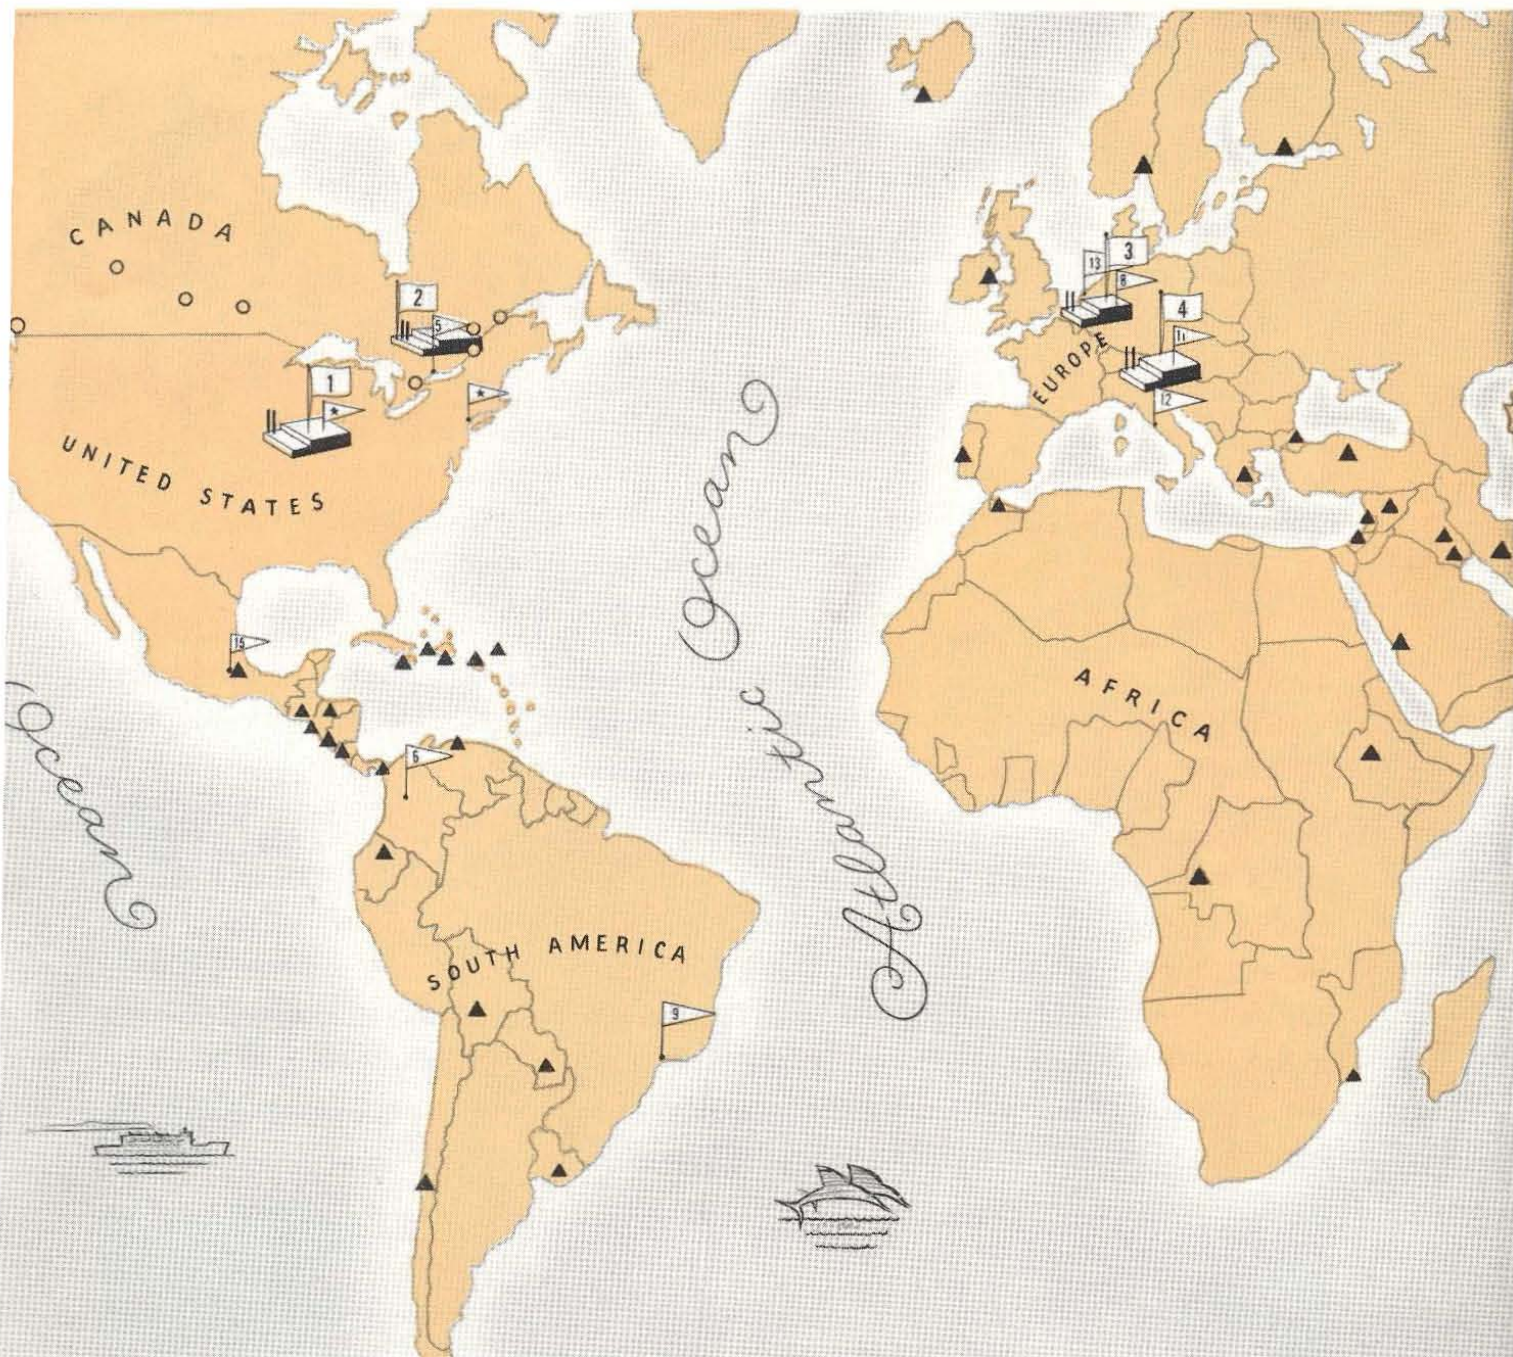 CANADA
2
5
1
★
★
UNITED STATES
15
Ocean
6
SOUTH AMERICA
9
Atlantic Ocean
13
3
8
4
11
EUROPE
12
AFRICA